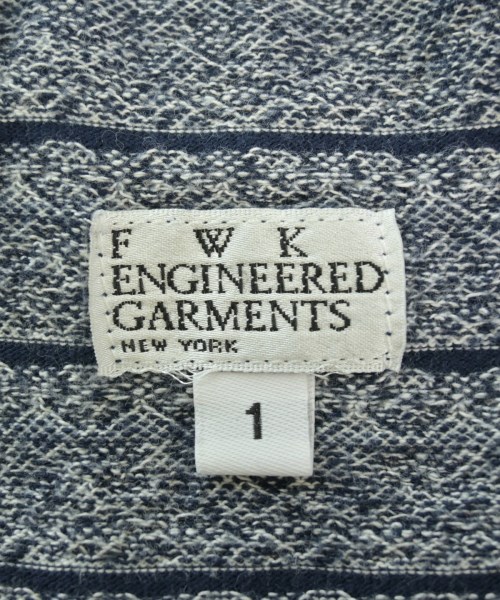 F W K
ENGINEERED
GARMENTS
NEW YORK
1